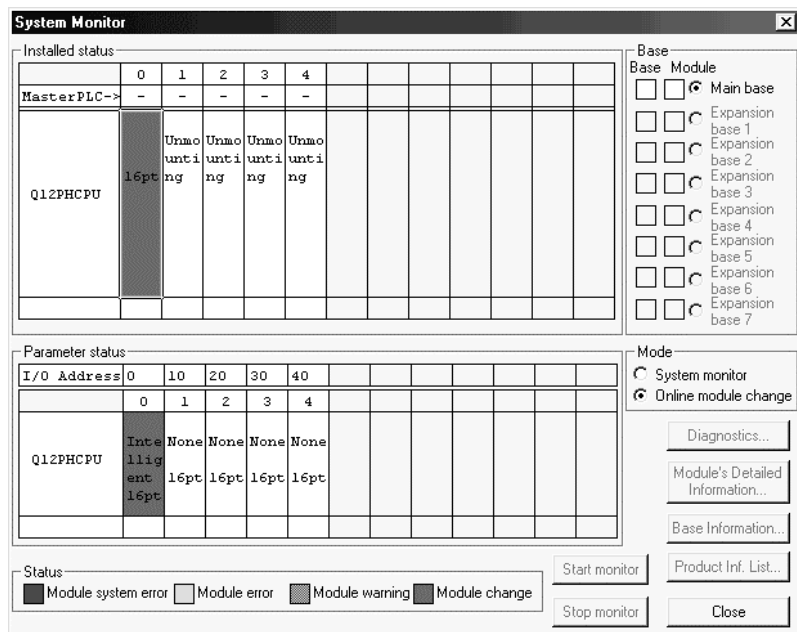 System Monitor
Installed status
0 1 2 3 4
MasterPLC-> - - - - -
Q12PHCPU
16pt
Unmo Unmo Unmo Unmo
unti unti unti unti
ng ng ng ng
Base
Base Module
Main base
Expansion
base 1
Expansion
base 2
Expansion
base 3
Expansion
base 4
Expansion
base 5
Expansion
base 6
Expansion
base 7
Parameter status
I/O Address 0 10 20 30 40
0 1 2 3 4
Q12PHCPU
Inte None None None None
llig
ent 16pt 16pt 16pt 16pt
16pt
Mode
System monitor
Online module change
Diagnostics...
Module's Detailed
Information...
Base Information...
Product Inf. List...
Status
Module system error Module error Module warning Module change
Start monitor
Stop monitor
Close